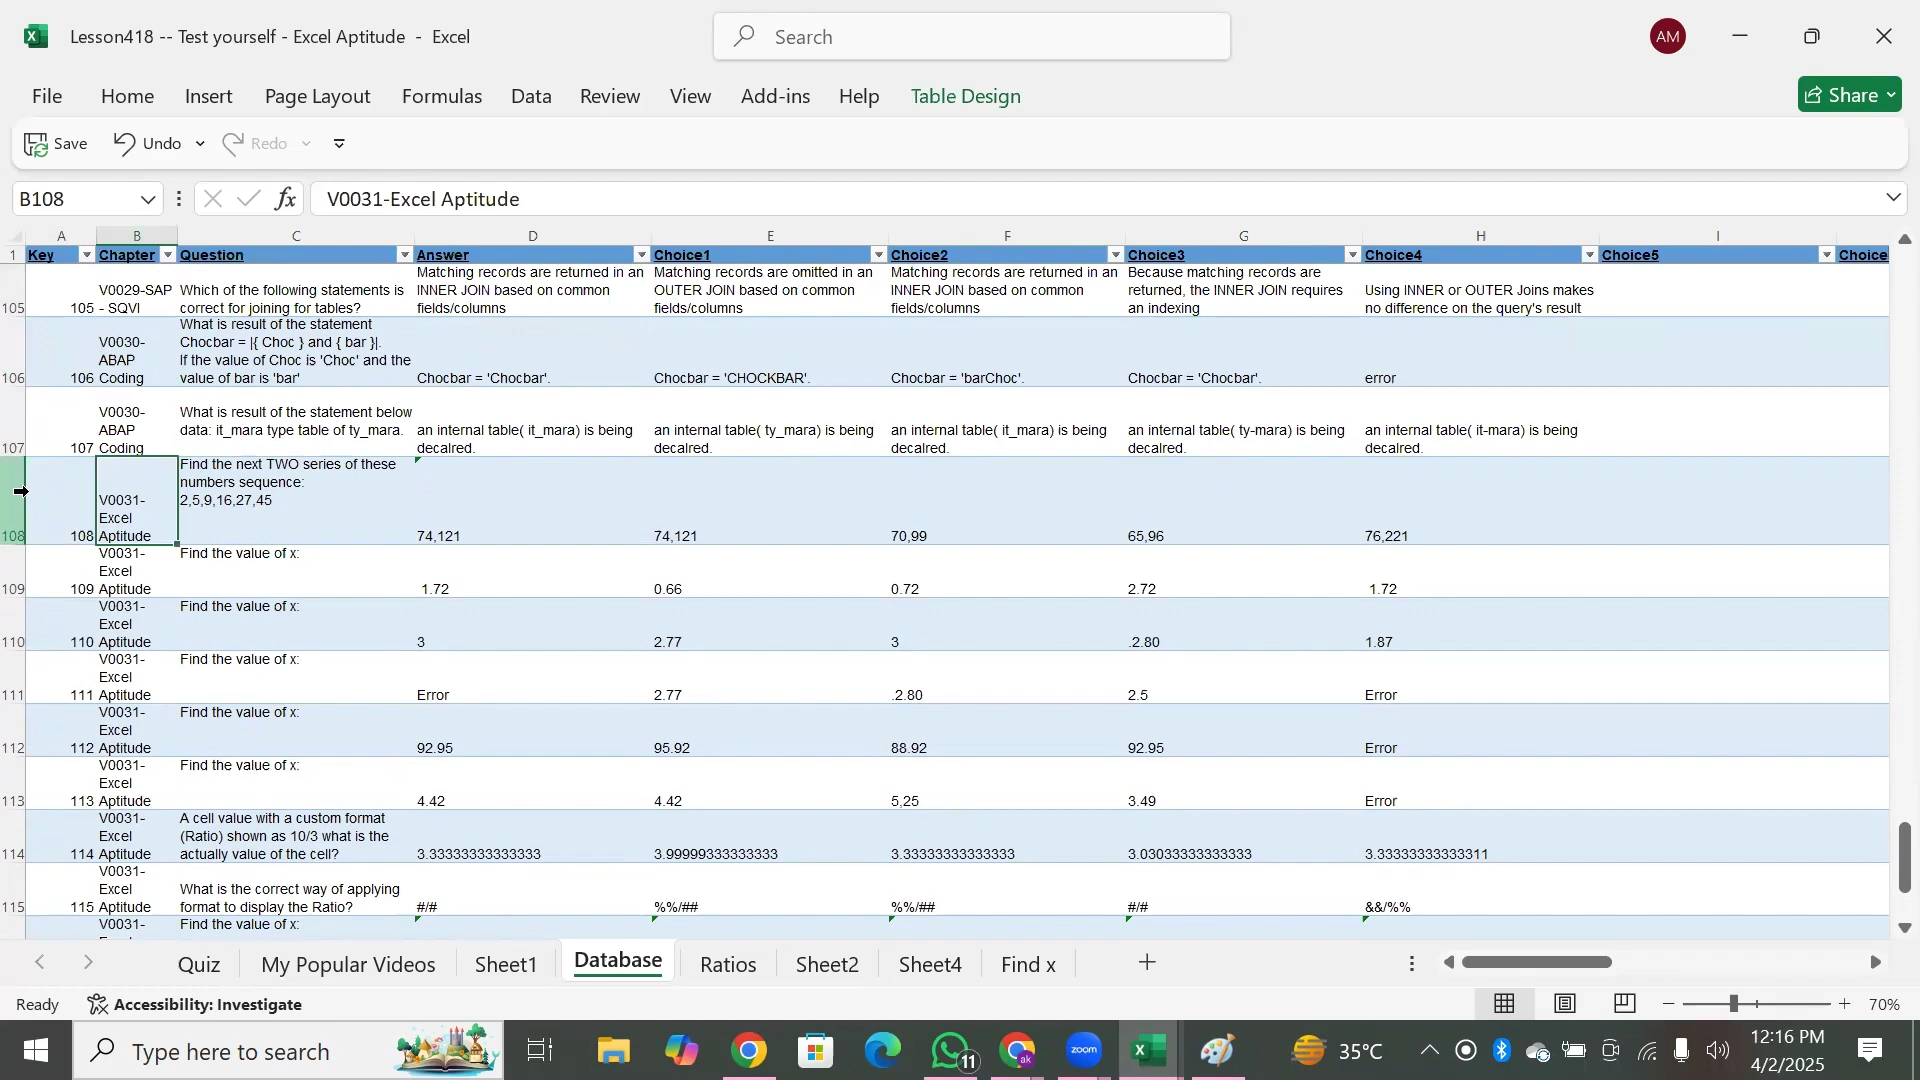 Lesson418 -- Test yourself - Excel Aptitude - Excel
Search
AM
File Home Insert Page Layout Formulas Data Review View Add-ins Help Table Design
Share
Save Undo Redo
B108
fx
V0031-Excel Aptitude
A B C D E F G H I
1 Key Chapter Question Answer Choice1 Choice2 Choice3 Choice4 Choice5 Choice
Matching records are returned in an Matching records are omitted in an Matching records are returned in an Because matching records are
V0029-SAP Which of the following statements is INNER JOIN based on common OUTER JOIN based on common INNER JOIN based on common returned, the INNER JOIN requires Using INNER or OUTER Joins makes
105 105 - SQVI correct for joining for tables? fields/columns fields/columns fields/columns an indexing no difference on the query's result
What is result of the statement
V0030- Chocbar = |{ Choc } and { bar }|.
ABAP If the value of Choc is 'Choc' and the
106 106 Coding value of bar is 'bar' Chocbar = 'Chocbar'. Chocbar = 'CHOCKBAR'. Chocbar = 'barChoc'. Chocbar = 'Chocbar'. error
V0030- What is result of the statement below
ABAP data: it_mara type table of ty_mara. an internal table( it_mara) is being an internal table( ty_mara) is being an internal table( it_mara) is being an internal table( ty-mara) is being an internal table( it-mara) is being
107 107 Coding decalred. decalred. decalred. decalred. decalred.
Find the next TWO series of these
numbers sequence:
V0031- 2,5,9,16,27,45
Excel
108 108 Aptitude 74,121 74,121 70,99 65,96 76,221
V0031- Find the value of x:
Excel
109 109 Aptitude 1.72 0.66 0.72 2.72 1.72
V0031- Find the value of x:
Excel
110 110 Aptitude 3 2.77 3 .2.80 1.87
V0031- Find the value of x:
Excel
111 111 Aptitude Error 2.77 .2.80 2.5 Error
V0031- Find the value of x:
Excel
112 112 Aptitude 92.95 95.92 88.92 92.95 Error
V0031- Find the value of x:
Excel
113 113 Aptitude 4.42 4.42 5,25 3.49 Error
V0031- A cell value with a custom format
Excel (Ratio) shown as 10/3 what is the
114 114 Aptitude actually value of the cell? 3.33333333333333 3.99999333333333 3.33333333333333 3.03033333333333 3.33333333333311
V0031-
Excel What is the correct way of applying
115 115 Aptitude format to display the Ratio? #/# %%/## %%/## #/# &&/%%
V0031- Find the value of x:
Quiz My Popular Videos Sheet1 Database Ratios Sheet2 Sheet4 Find x
Ready Accessibility: Investigate 70%
Type here to search
11
ak
zoom
35°C
12:16 PM
4/2/2025